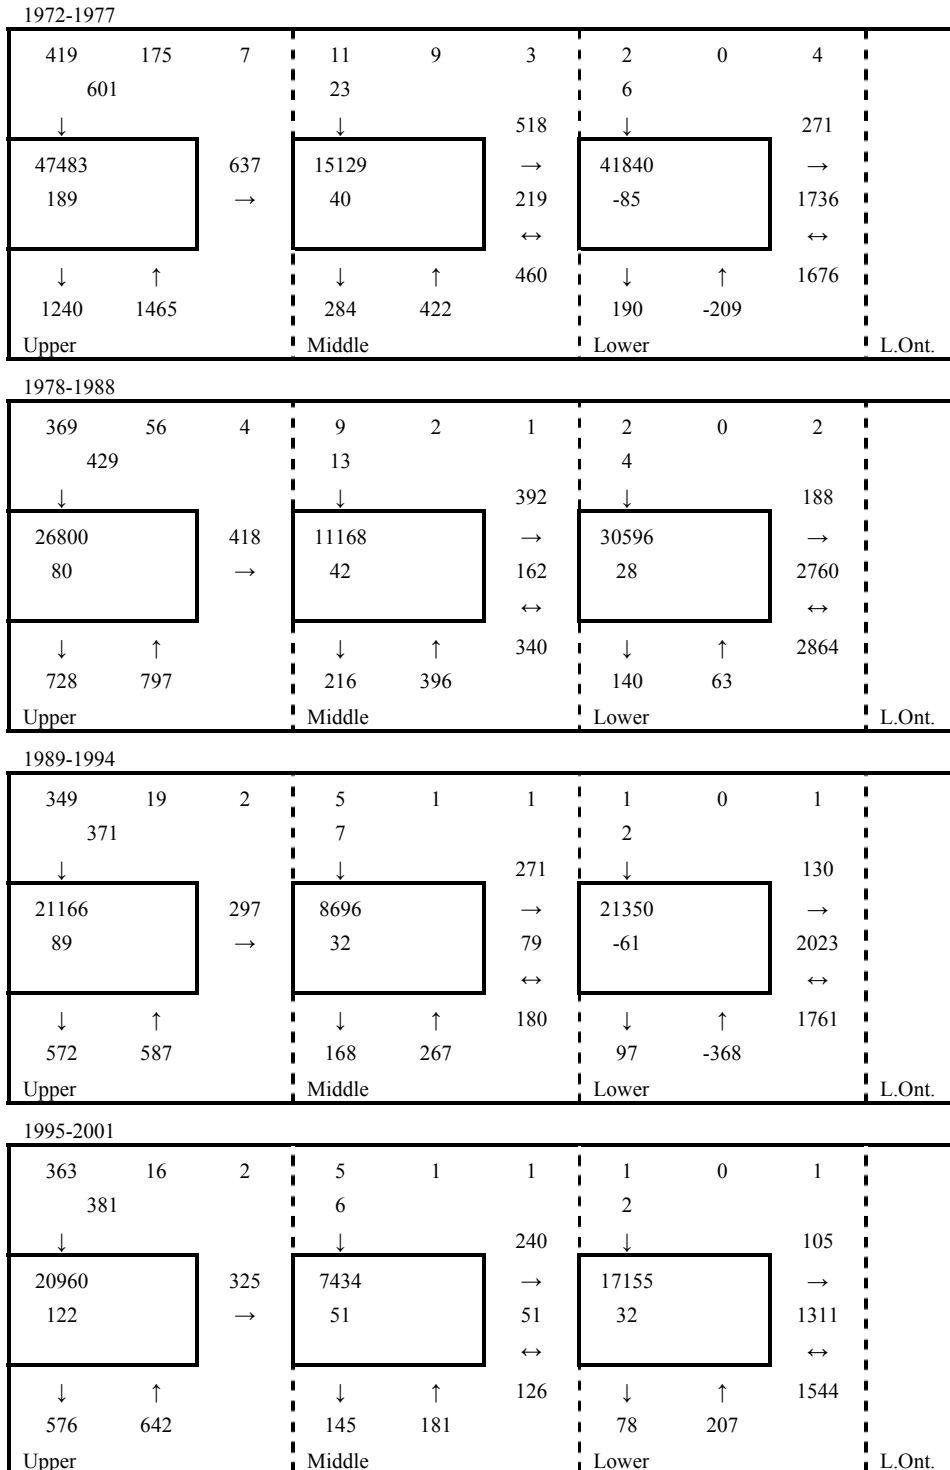 1972-1977
419 175 7 11 9 3 2 0 4
601 23 6
↓ ↓ 518 ↓ 271
47483 637 15129 → 41840 →
189 → 40 219 -85 1736
↔ ↔
↓ ↑ ↓ ↑ 460 ↓ ↑ 1676
1240 1465 284 422 190 -209
Upper Middle Lower L.Ont.
1978-1988
369 56 4 9 2 1 2 0 2
429 13 4
↓ ↓ 392 ↓ 188
26800 418 11168 → 30596 →
80 → 42 162 28 2760
↔ ↔
↓ ↑ ↓ ↑ 340 ↓ ↑ 2864
728 797 216 396 140 63
Upper Middle Lower L.Ont.
1989-1994
349 19 2 5 1 1 1 0 1
371 7 2
↓ ↓ 271 ↓ 130
21166 297 8696 → 21350 →
89 → 32 79 -61 2023
↔ ↔
↓ ↑ ↓ ↑ 180 ↓ ↑ 1761
572 587 168 267 97 -368
Upper Middle Lower L.Ont.
1995-2001
363 16 2 5 1 1 1 0 1
381 6 2
↓ ↓ 240 ↓ 105
20960 325 7434 → 17155 →
122 → 51 51 32 1311
↔ ↔
↓ ↑ ↓ ↑ 126 ↓ ↑ 1544
576 642 145 181 78 207
Upper Middle Lower L.Ont.